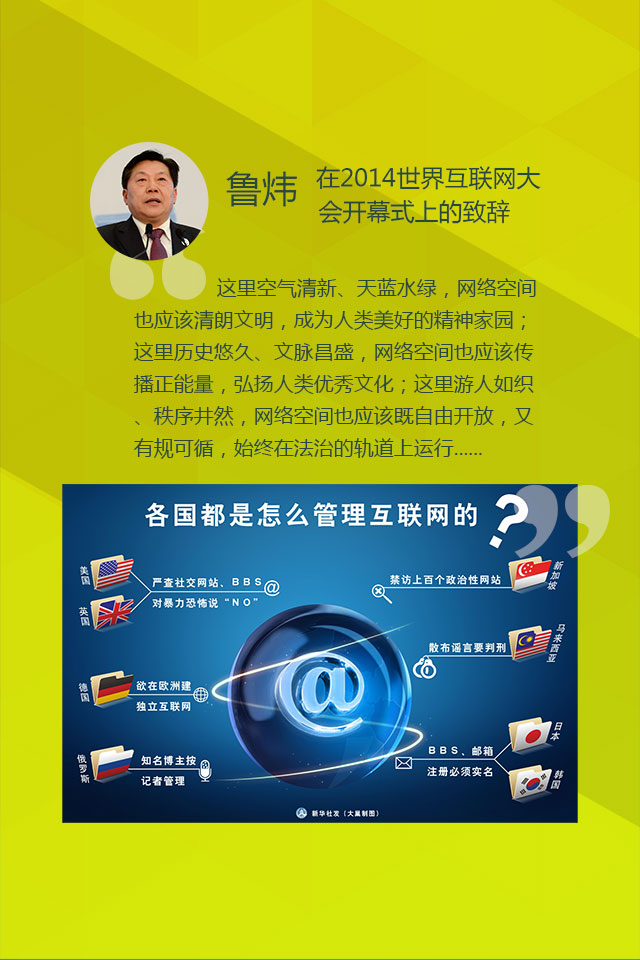 鲁炜
在2014世界互联网大
会开幕式上的致辞
这里空气清新、天蓝水绿，网络空间
也应该清朗文明，成为人类美好的精神家园；
这里历史悠久、文脉昌盛，网络空间也应该传
播正能量，弘扬人类优秀文化；这里游人如织
、秩序井然，网络空间也应该既自由开放，又
有规可循，始终在法治的轨道上运行......
各国都是怎么管理互联网的？
美国
英国
严查社交网站、BBS
对暴力恐怖说“NO”
德国
欲在欧洲建
独立互联网
俄罗斯
知名博主按
记者管理
禁访上百个政治性网站
新加坡
散布谣言要判刑
马来西亚
BBS、邮箱
注册必须实名
日本
韩国
@
新华社发（大巢制图）